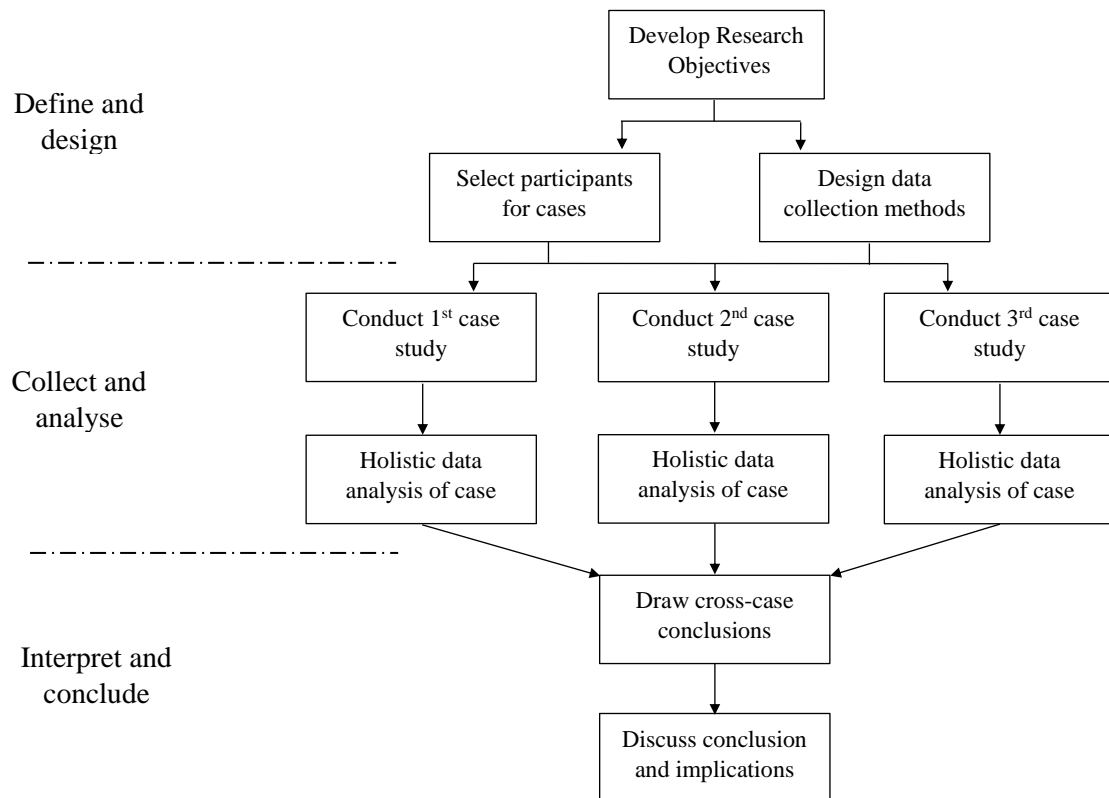 Develop Research
Objectives
Define and
design
Select participants
for cases
Design data
collection methods
Conduct 1st case
study
Conduct 2nd case
study
Conduct 3rd case
study
Collect and
analyse
Holistic data
analysis of case
Holistic data
analysis of case
Holistic data
analysis of case
Draw cross-case
conclusions
Interpret and
conclude
Discuss conclusion
and implications